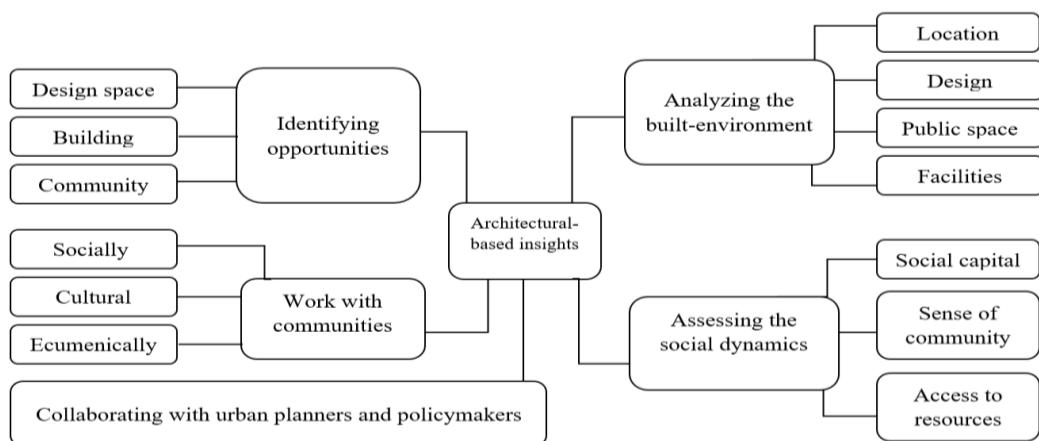 Design space
Building
Community
Identifying
opportunities
Socially
Cultural
Ecumenically
Work with
communities
Collaborating with urban planners and policymakers
Architectural-
based insights
Analyzing the
built-environment
Location
Design
Public space
Facilities
Assessing the
social dynamics
Social capital
Sense of
community
Access to
resources